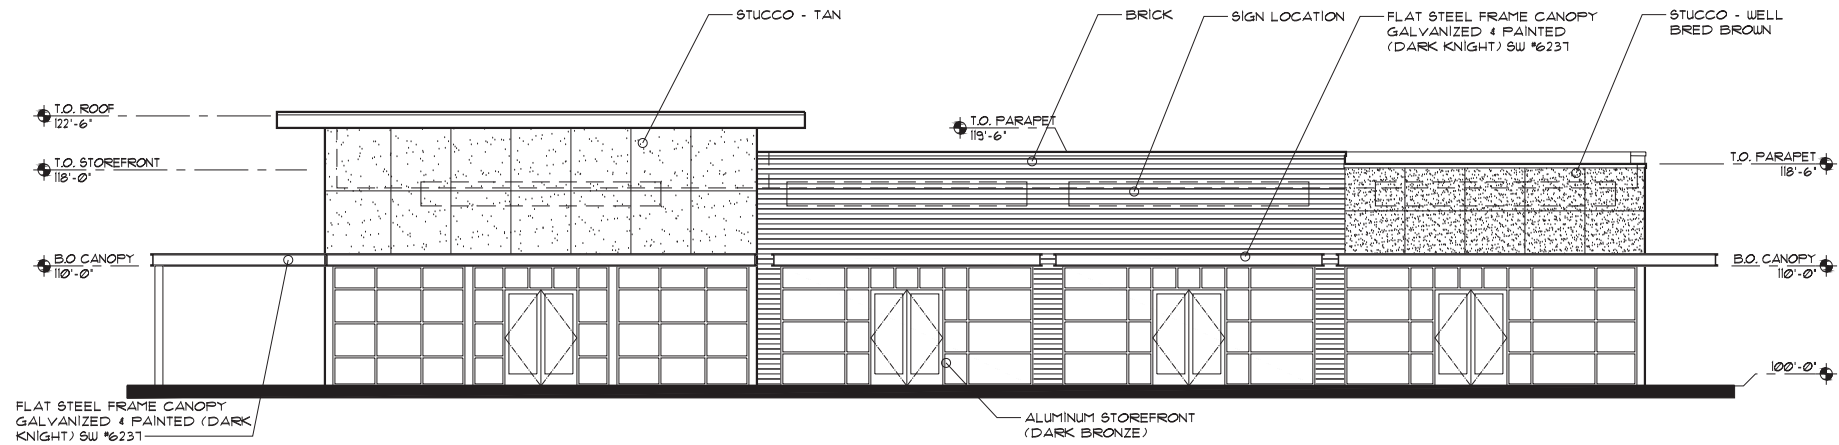 STUCCO - TAN
BRICK
SIGN LOCATION
FLAT STEEL FRAME CANOPY
GALVANIZED & PAINTED
(DARK KNIGHT) SW #6237
STUCCO - WELL
BRED BROWN
T.O. ROOF
122'-6"
T.O. PARAPET
119'-6"
T.O. STOREFRONT
118'-0"
T.O. PARAPET
118'-6"
B.O CANOPY
110'-0"
B.O. CANOPY
110'-0"
100'-0"
FLAT STEEL FRAME CANOPY
GALVANIZED & PAINTED (DARK
KNIGHT) SW #6237
ALUMINUM STOREFRONT
(DARK BRONZE)